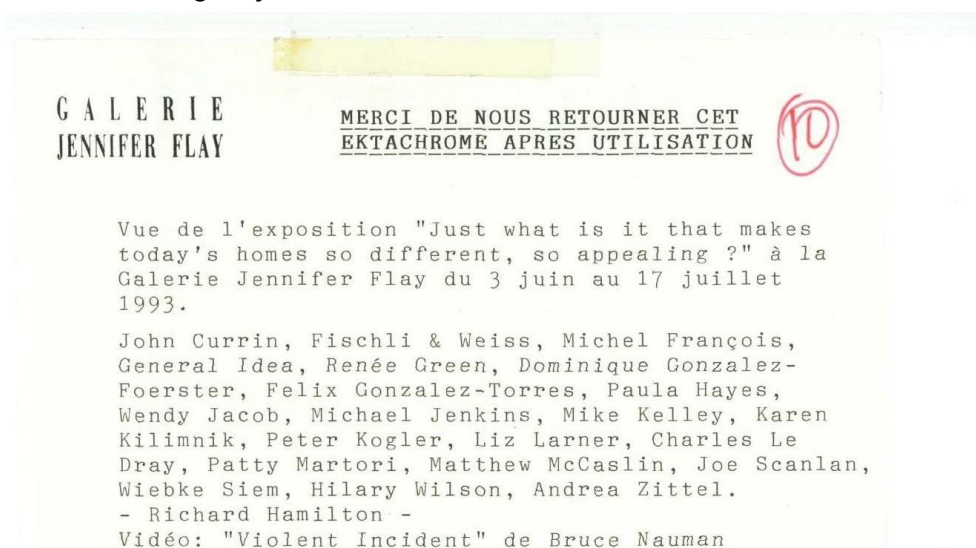 GALERIE
JENNIFER FLAY
MERCI DE NOUS RETOURNER CET
EKTACHROME APRES UTILISATION
10
Vue de l'exposition "Just what is it that makes
today's homes so different, so appealing ?" à la
Galerie Jennifer Flay du 3 juin au 17 juillet
1993.
John Currin, Fischli & Weiss, Michel François,
General Idea, Renée Green, Dominique Gonzalez-
Foerster, Felix Gonzalez-Torres, Paula Hayes,
Wendy Jacob, Michael Jenkins, Mike Kelley, Karen
Kilimnik, Peter Kogler, Liz Larner, Charles Le
Dray, Patty Martori, Matthew McCaslin, Joe Scanlan,
Wiebke Siem, Hilary Wilson, Andrea Zittel.
- Richard Hamilton -
Vidéo: "Violent Incident" de Bruce Nauman